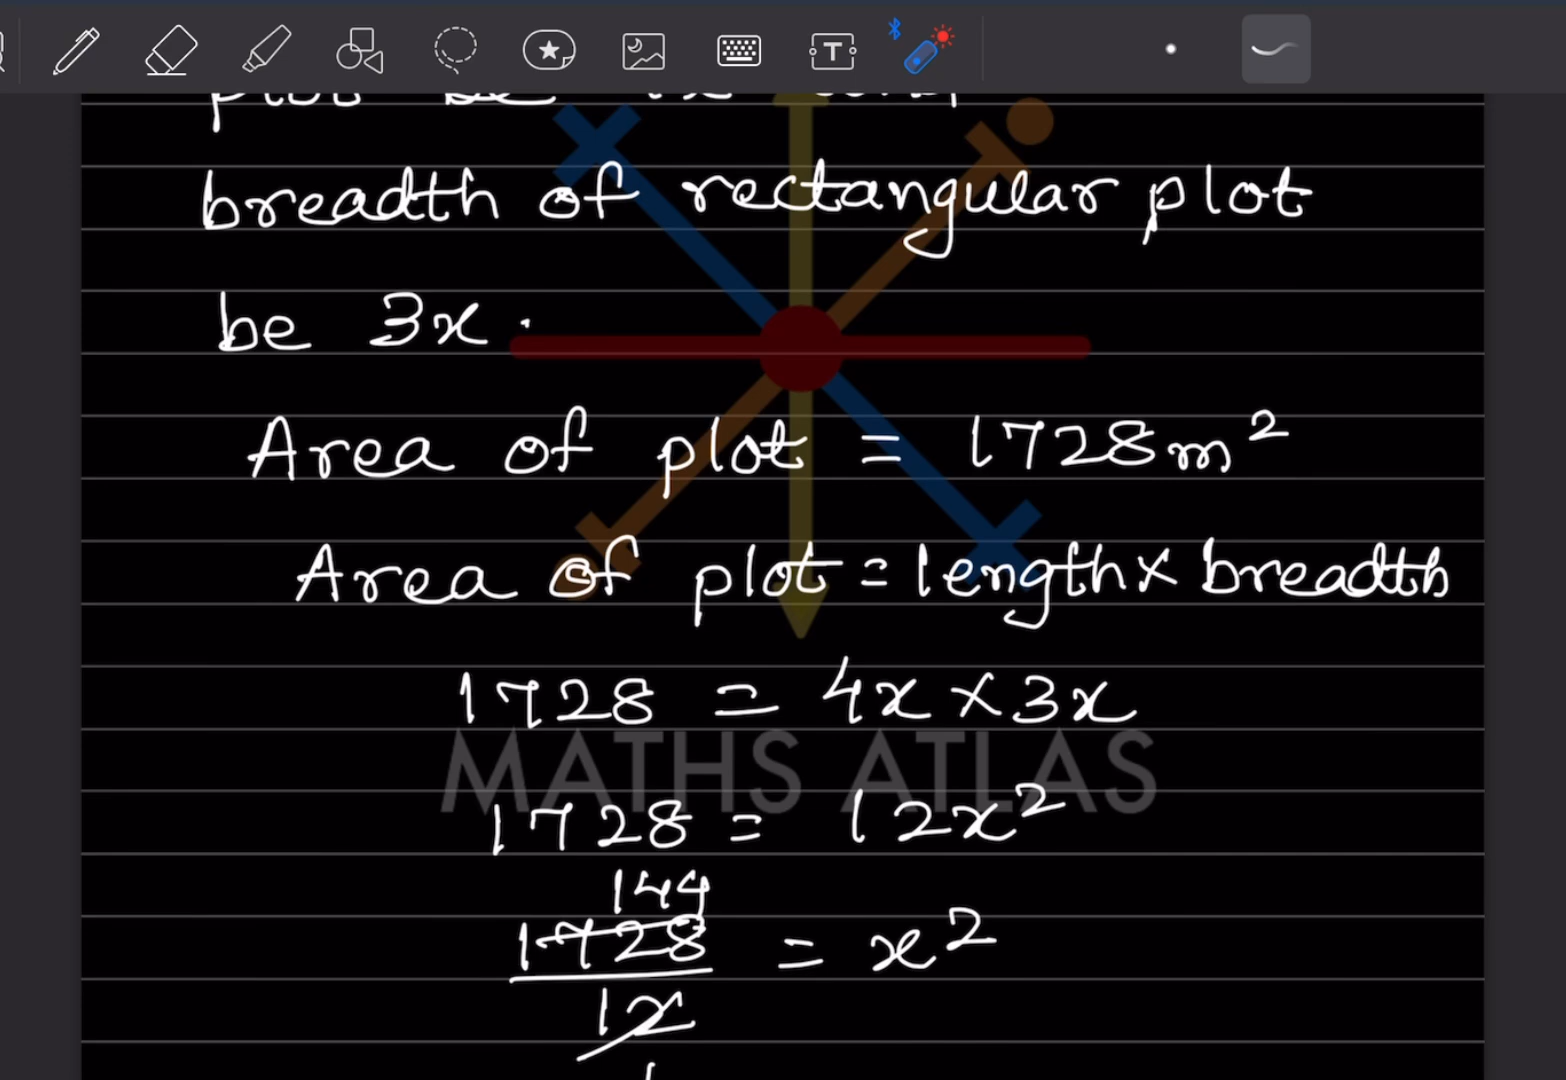 breadth of rectangular plot
be 3x.
Area of plot = 1728m²
Area of plot = length × breadth
1728 = 4x × 3x
MATHS ATLAS
1728 = 12x²
144
1728 = x²
12